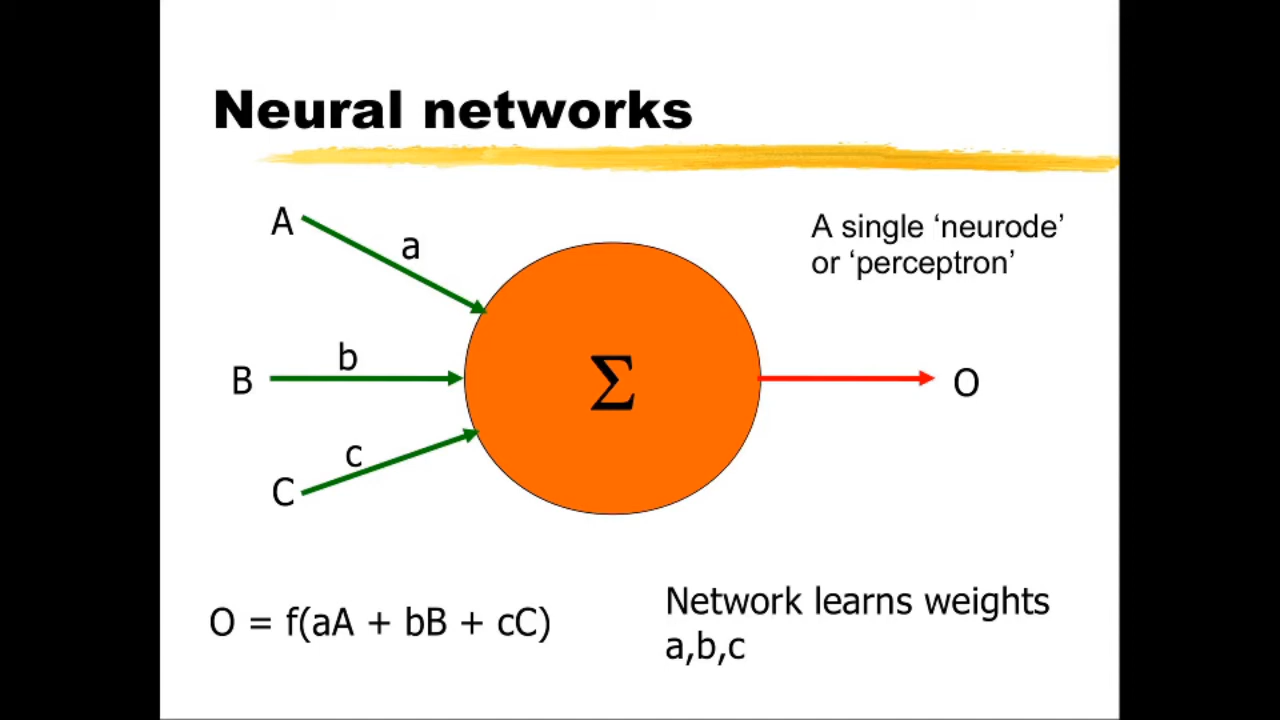 Neural networks
A single ‘neurode’
or ‘perceptron’
A
a
B
b
C
c
Σ
O
O = f(aA + bB + cC)
Network learns weights
a,b,c